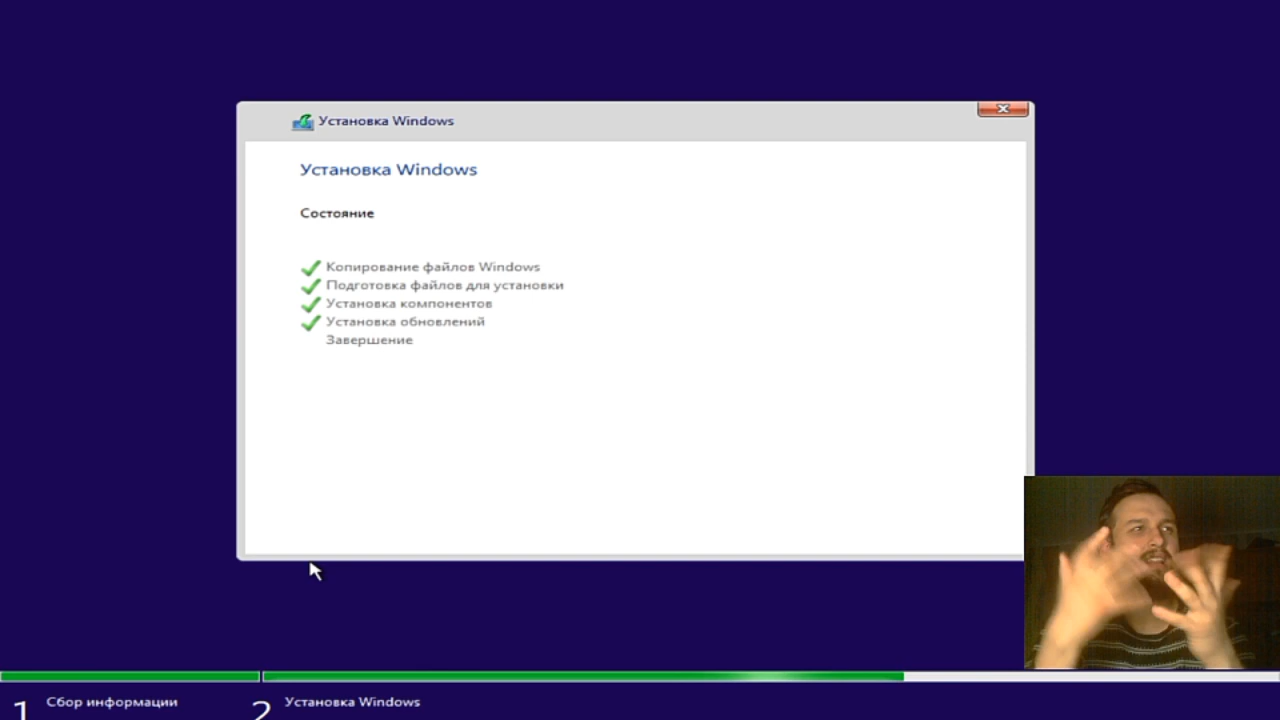 Установка Windows
Установка Windows
Состояние
Копирование файлов Windows
Подготовка файлов для установки
Установка компонентов
Установка обновлений
Завершение
1 Сбор информации
2 Установка Windows